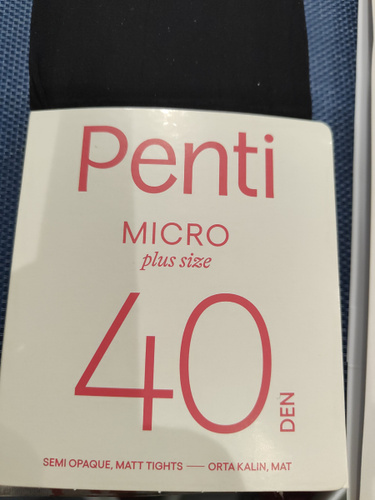 Penti
MICRO
plus size
40 DEN
SEMI OPAQUE, MATT TIGHTS — ORTA KALIN, MAT